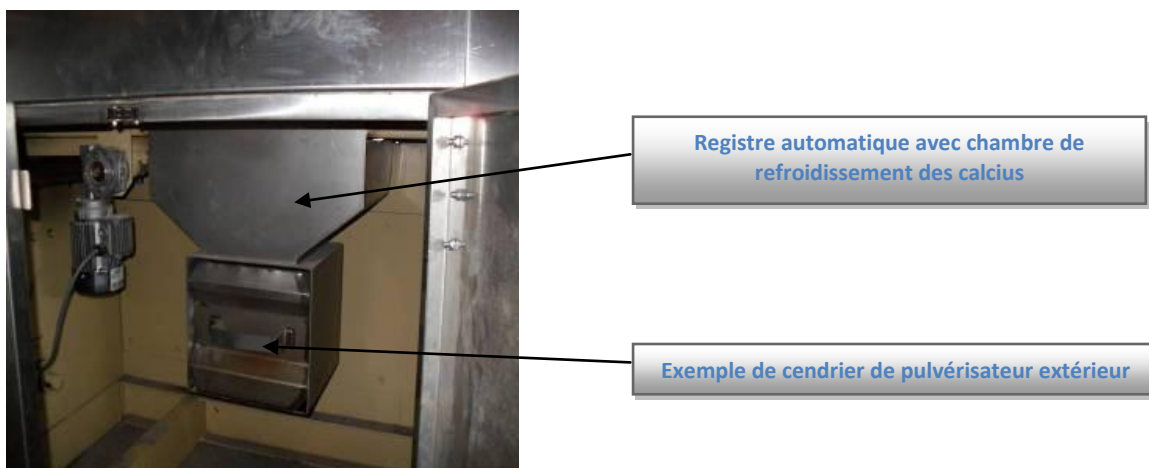 Registre automatique avec chambre de
refroidissement des calcius
Exemple de cendrier de pulvérisateur extérieur